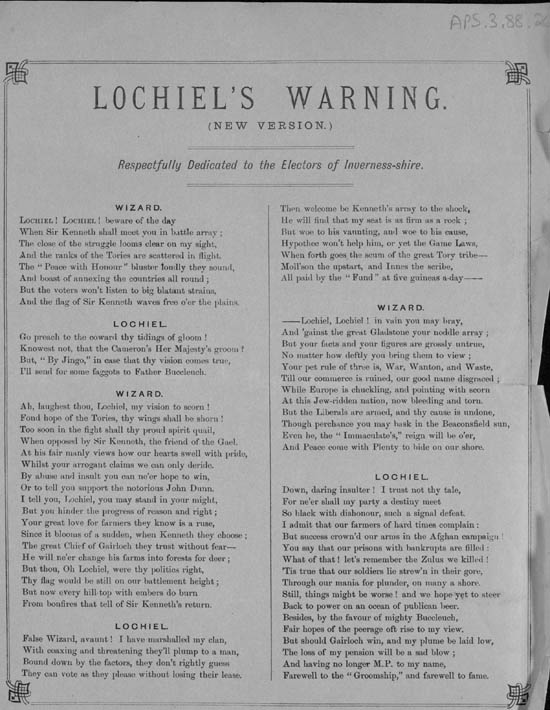 APS.3.88.
LOCHIEL'S WARNING.
(NEW VERSION.)
Respectfully Dedicated to the Electors of Inverness-shire.
WIZARD.
LOCHIEL! LOCHIEL! beware of the day
When Sir Kenneth shall meet you in battle array;
The close of the struggle looms clear on my sight,
And the ranks of the Tories are scattered in flight.
The "Peace with Honour" bluster loudly they sound,
And boast of annexing the countries all round;
But the voters won't listen to big blatant strains,
And the flag of Sir Kenneth waves free o'er the plains.
LOCHIEL.
Go preach to the coward thy tidings of gloom!
Knowest not, that the Cameron's Her Majesty's groom?
But, "By Jingo," in case that thy vision comes true,
I'll send for some faggots to Father Buccleuch.
WIZARD.
Ah, laughest thou, Lochiel, my vision to scorn!
Fond hope of the Tories, thy wings shall be shorn!
Too soon in the fight shall thy proud spirit quail,
When opposed by Sir Kenneth, the friend of the Gael.
At his fair manly views how our hearts swell with pride,
Whilst your arrogant claims we can only deride.
By abuse and insult you can ne'er hope to win,
Or to tell you support the notorious John Dunn.
I tell you, Lochiel, you may stand in your might,
But you hinder the progress of reason and right;
Your great love for farmers they know is a ruse,
Since it blooms of a sudden, when Kenneth they choose;
The great Chief of Gairloch they trust without fear—
He will ne'er change his farms into forests for deer;
But thou, Oh Lochiel, were thy politics right,
Thy flag would be still on our battlement height;
But now every hill-top with embers do burn
From bonfires that tell of Sir Kenneth's return.
LOCHIEL.
False Wizard, avaunt! I have marshalled my clan,
With coaxing and threatening they'll plump to a man,
Bound down by the factors, they don't rightly guess
They can vote as they please without losing their lease.
Then welcome be Kenneth's array to the shock,
He will find that my seat is as firm as a rock;
But woe to his vaunting, and woe to his cause,
Hypothec won't help him, or yet the Game Laws,
When forth goes the scum of the great Tory tribe—
Moll'son the upstart, and Innes the scribe,
All paid by the "Fund" at five guineas a-day——
WIZARD.
——Lochiel, Lochiel! in vain you may bray,
And 'gainst the great Gladstone your noddle array;
But your facts and your figures are grossly untrue,
No matter how deftly you bring them to view;
Your pet rule of three is, War, Wanton, and Waste,
Till our commerce is ruined, our good name disgraced;
While Europe is chuckling, and pointing with scorn
At this Jew-ridden nation, now bleeding and torn.
But the Liberals are armed, and thy cause is undone,
Though perchance you may bask in the Beaconsfield sun,
Even he, the "Immaculate's," reign will be o'er,
And Peace come with Plenty to bide on our shore.
LOCHIEL.
Down, daring insulter! I trust not thy tale,
For ne'er shall my party a destiny meet
So black with dishonour, such a signal defeat.
I admit that our farmers of hard times complain:
But success crown'd our arms in the Afghan campaign!
You say that our prisons with bankrupts are filled:
What of that! let's remember the Zulus we killed!
'Tis true that our soldiers lie strew'n in their gore,
Through our mania for plunder, on many a shore.
Still, things might be worse! and we hope yet to steer
Back to power on an ocean of publican beer.
Besides, by the favour of mighty Buccleuch,
Fair hopes of the peerage oft rise to my view.
But should Gairloch win, and my plume be laid low,
The loss of my pension will be a sad blow;
And having no longer M.P. to my name,
Farewell to the "Groomship," and farewell to fame.